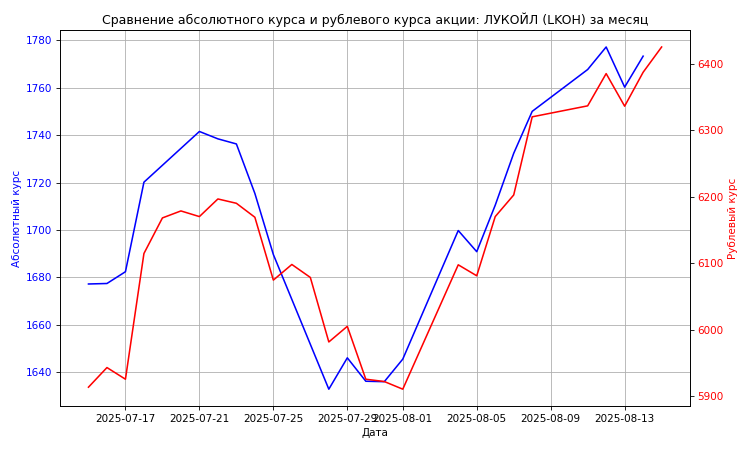 Сравнение абсолютного курса и рублевого курса акции: ЛУКОЙЛ (LKOH) за месяц
1780
1760
1740
1720
1700
1680
1660
1640
Абсолютный курс
6400
6300
6200
6100
6000
5900
Рублевый курс
2025-07-17 2025-07-21 2025-07-25 2025-07-29 2025-08-01 2025-08-05 2025-08-09 2025-08-13
Дата